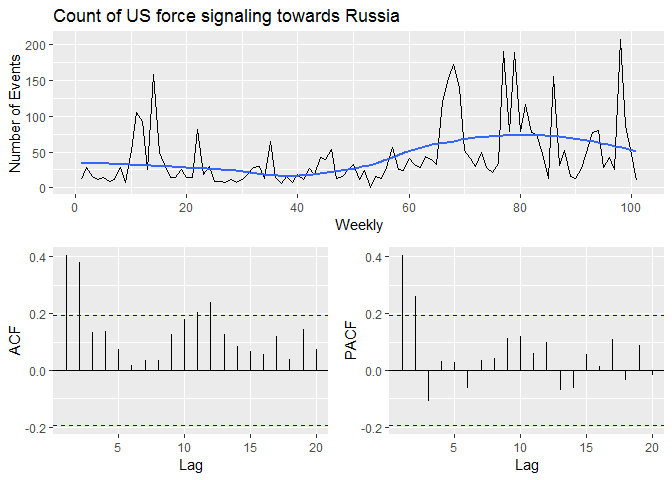 Count of US force signaling towards Russia
Number of Events
200
150
100
50
0
0 20 40 60 80 100
Weekly
ACF
0.4
0.2
0.0
-0.2
5 10 15 20
Lag
PACF
0.4
0.2
0.0
-0.2
5 10 15 20
Lag